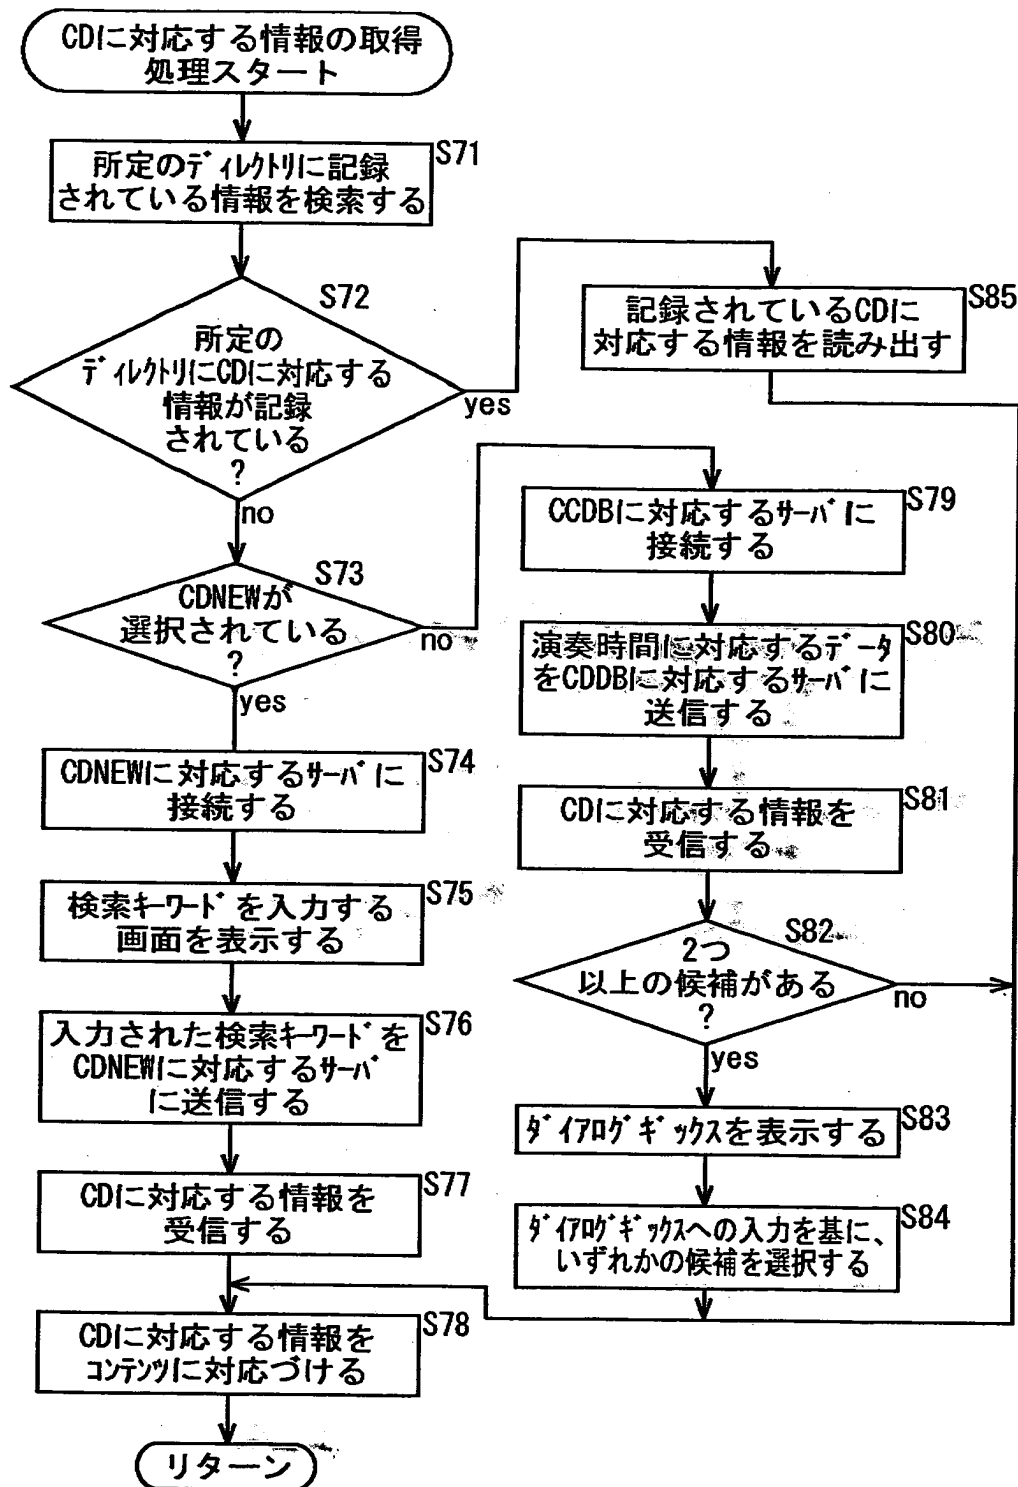 CDに対応する情報の取得
処理スタート
S71
所定のﾃﾞｨﾚｸﾄﾘに記録
されている情報を検索する
S72
所定の
ﾃﾞｨﾚｸﾄﾘにCDに対応する
情報が記録
されている
?
yes
no
S85
記録されているCDに
対応する情報を読み出す
S73
CDNEWが
選択されている
?
no
yes
S74
CDNEWに対応するｻｰﾊﾞに
接続する
S75
検索ｷｰﾜｰﾄﾞを入力する
画面を表示する
S76
入力された検索ｷｰﾜｰﾄﾞを
CDNEWに対応するｻｰﾊﾞ
に送信する
S77
CDに対応する情報を
受信する
S79
CCDBに対応するｻｰﾊﾞに
接続する
S80
演奏時間に対応するデータ
をCDDBに対応するｻｰﾊﾞに
送信する
S81
CDに対応する情報を
受信する
S82
2つ
以上の候補がある
?
no
yes
S83
ﾀﾞｲｱﾛｸﾞｷﾞｯｸｽを表示する
S84
ﾀﾞｲｱﾛｸﾞｷﾞｯｸｽへの入力を基に、
いずれかの候補を選択する
S78
CDに対応する情報を
ｺﾝﾃﾝﾂに対応づける
リターン